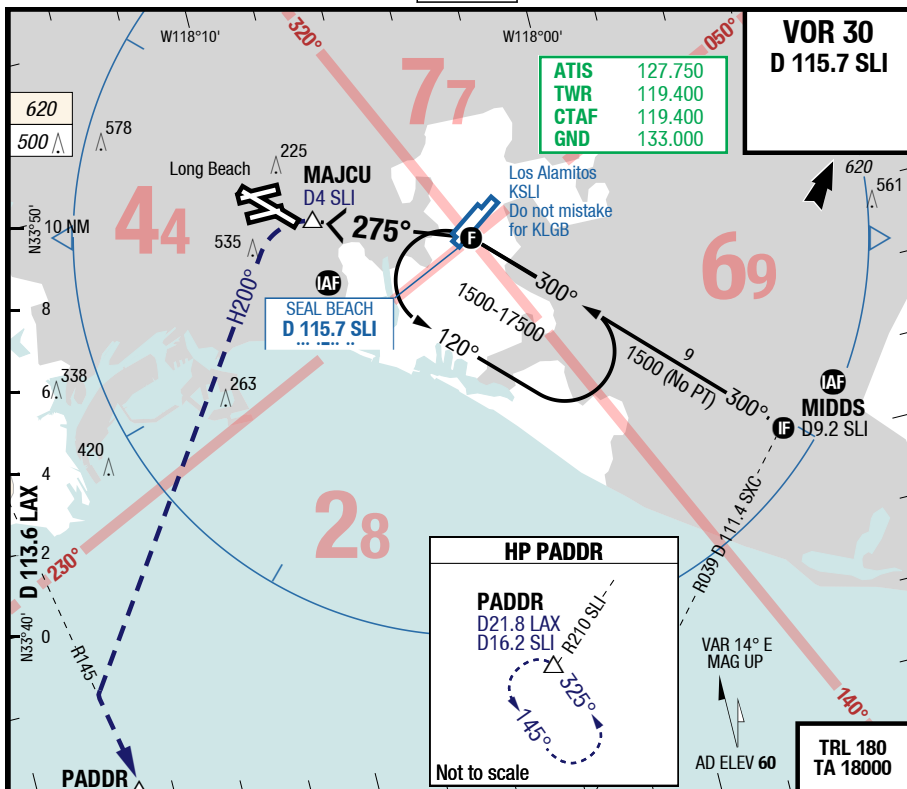 VOR 30
D 115.7 SLI
W118°10'
W118°00'
320°
050°
77
ATIS 127.750
TWR 119.400
CTAF 119.400
GND 133.000
620
500
578
225
Long Beach
MAJCU
D4 SLI
Los Alamitos
KSLI
Do not mistake
for KLGB
620
561
N33°50'
10 NM
44
535
275°
F
69
H200°
IAF
SEAL BEACH
D 115.7 SLI
300°
1500-17500
120°
8
9
1500 (No PT)
300°
IAF
MIDDS
D9.2 SLI
IF
6
338
263
420
4
28
R039 D 111.4 SXC
D 113.6 LAX
2
230°
HP PADDR
PADDR
D21.8 LAX
D16.2 SLI
R210 SLI
325°
145°
Not to scale
N33°40'
0
R145
VAR 14° E
MAG UP
140°
AD ELEV 60
TRL 180
TA 18000
PADDR